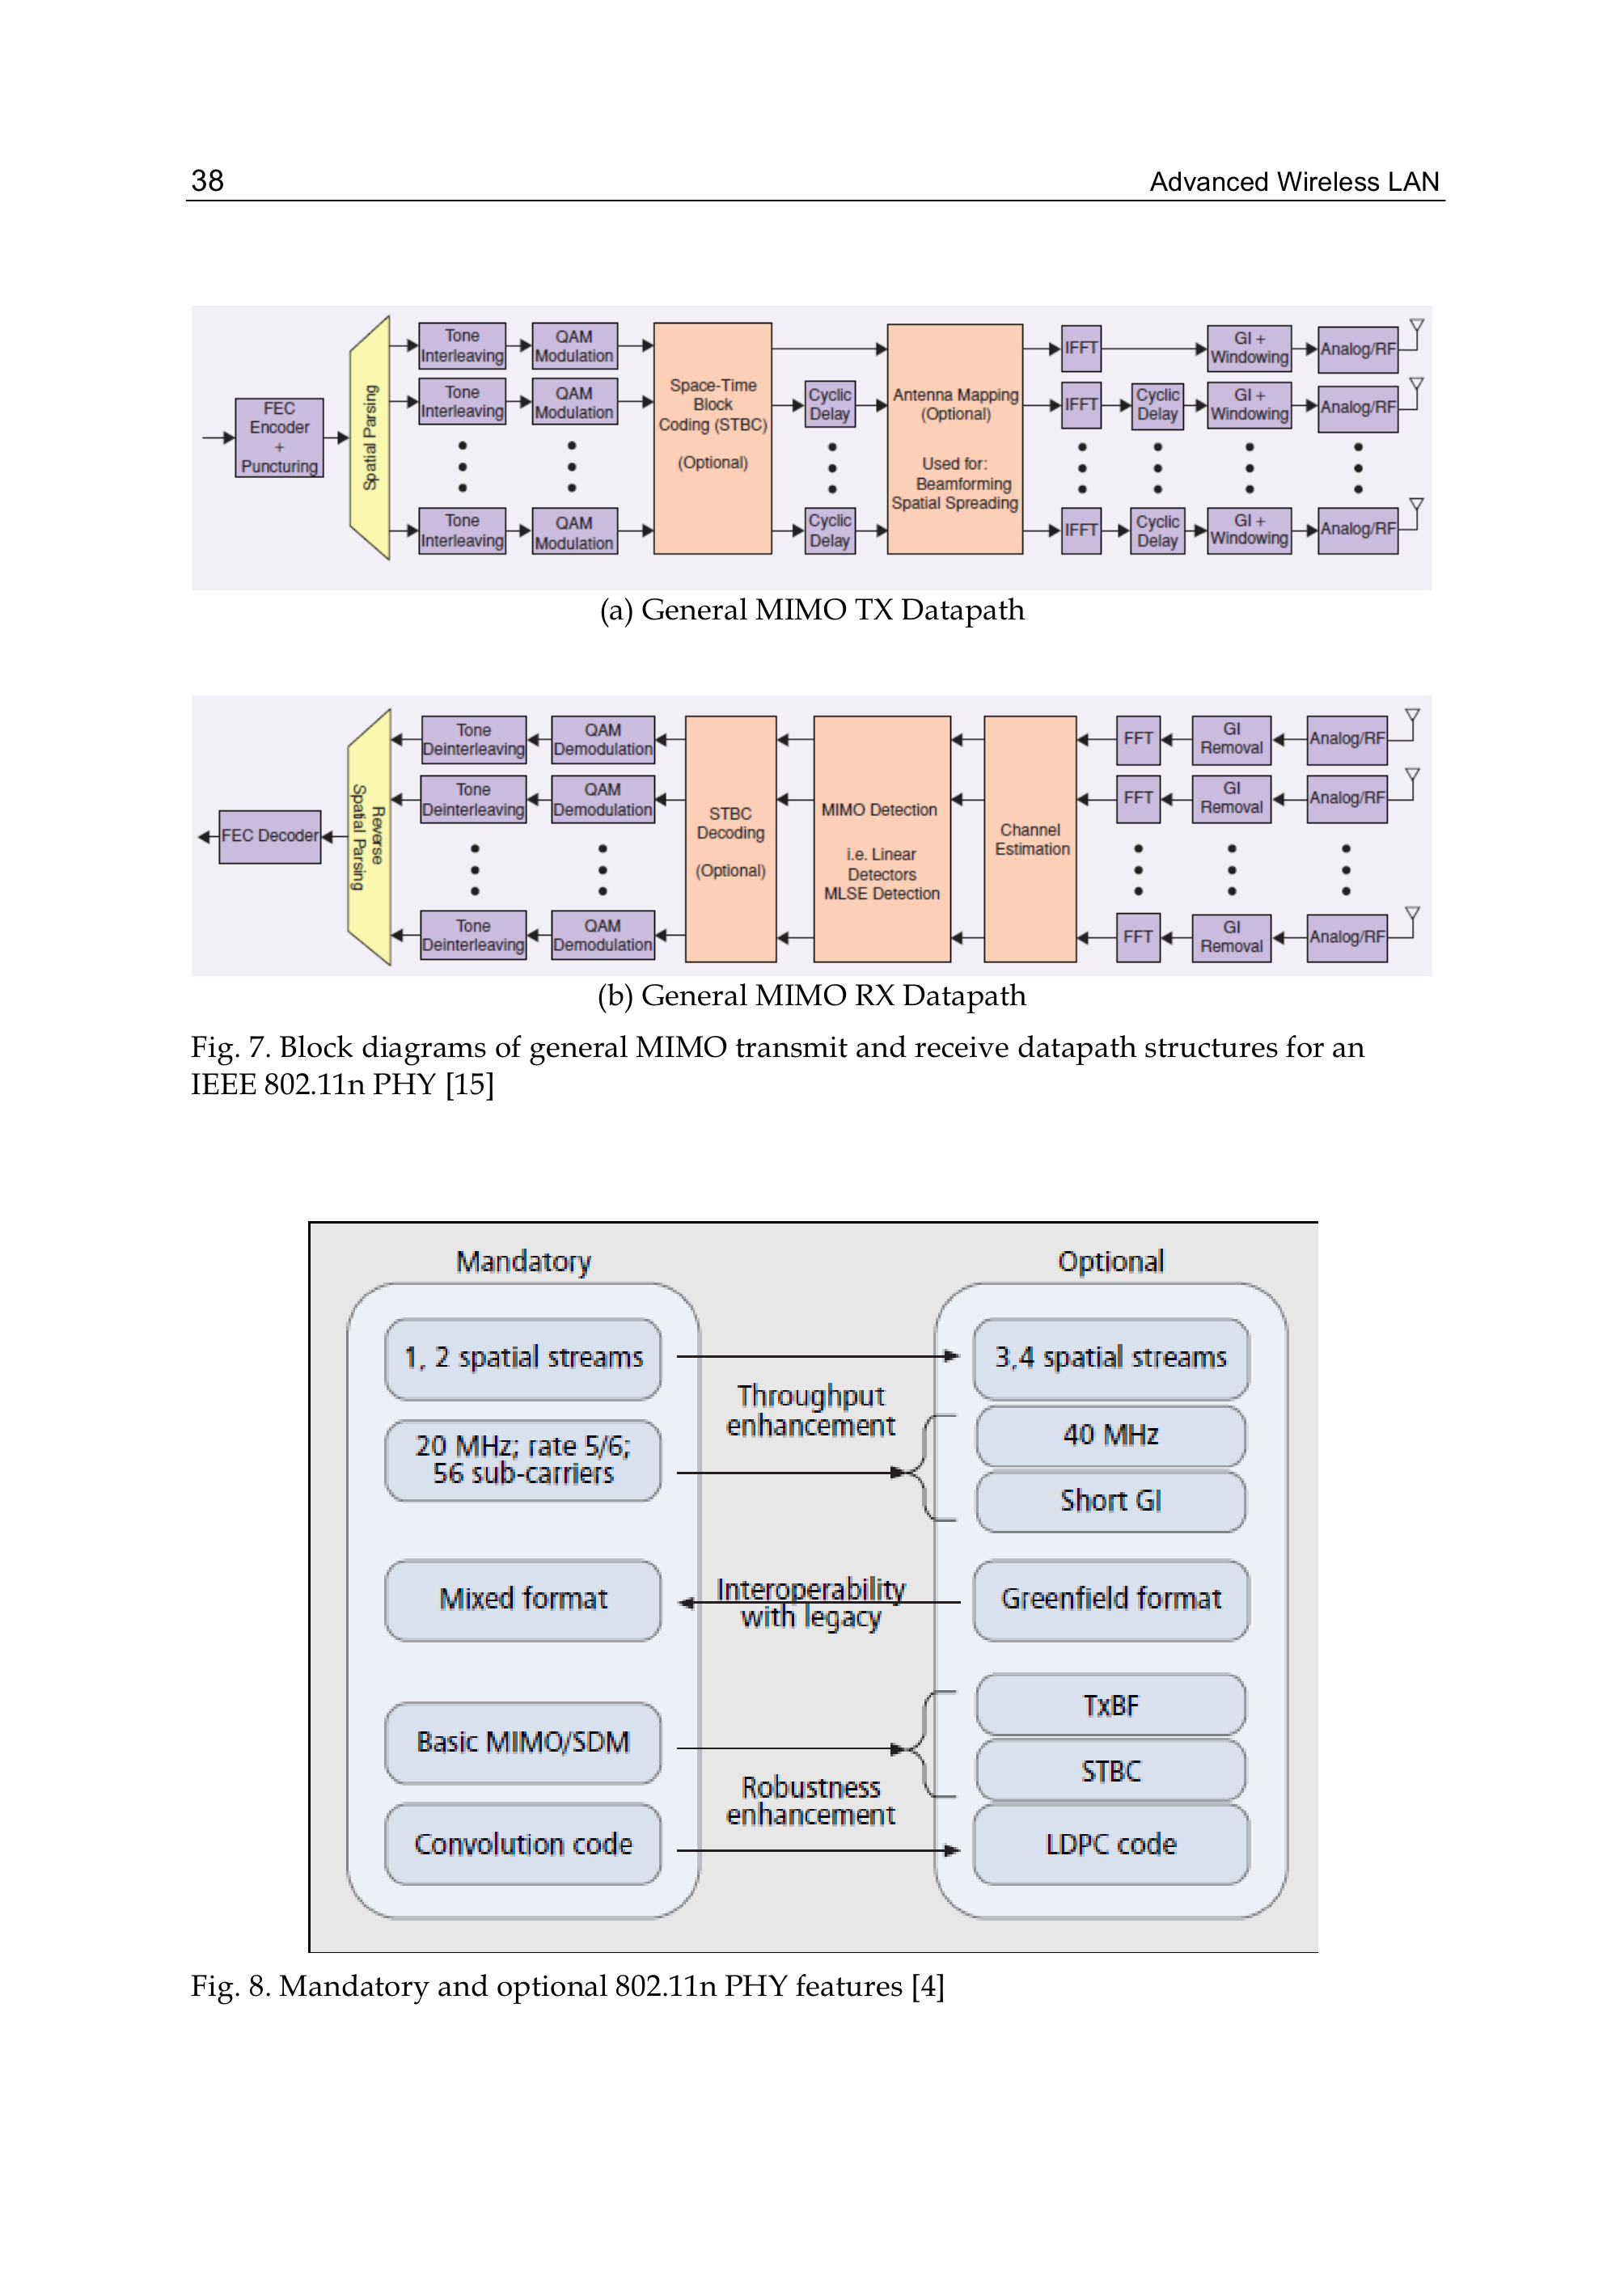 38
Advanced Wireless LAN
FEC
Encoder
+
Puncturing
Spatial Parsing
Tone
Interleaving
QAM
Modulation
Tone
Interleaving
QAM
Modulation
Tone
Interleaving
QAM
Modulation
Space-Time
Block
Coding (STBC)
(Optional)
Cyclic
Delay
Cyclic
Delay
Antenna Mapping
(Optional)
Used for:
Beamforming
Spatial Spreading
IFFT
GI +
Windowing
Analog/RF
IFFT
Cyclic
Delay
GI +
Windowing
Analog/RF
IFFT
Cyclic
Delay
GI +
Windowing
Analog/RF
(a) General MIMO TX Datapath
FEC Decoder
Reverse
Spatial Parsing
Tone
Deinterleaving
QAM
Demodulation
Tone
Deinterleaving
QAM
Demodulation
Tone
Deinterleaving
QAM
Demodulation
STBC
Decoding
(Optional)
MIMO Detection
i.e. Linear
Detectors
MLSE Detection
Channel
Estimation
FFT
GI
Removal
Analog/RF
FFT
GI
Removal
Analog/RF
FFT
GI
Removal
Analog/RF
(b) General MIMO RX Datapath
Fig. 7. Block diagrams of general MIMO transmit and receive datapath structures for an
IEEE 802.11n PHY [15]
Mandatory
Optional
1, 2 spatial streams
3,4 spatial streams
Throughput
enhancement
20 MHz; rate 5/6;
56 sub-carriers
40 MHz
Short GI
Mixed format
Interoperability
with legacy
Greenfield format
Basic MIMO/SDM
TxBF
STBC
Robustness
enhancement
Convolution code
LDPC code
Fig. 8. Mandatory and optional 802.11n PHY features [4]